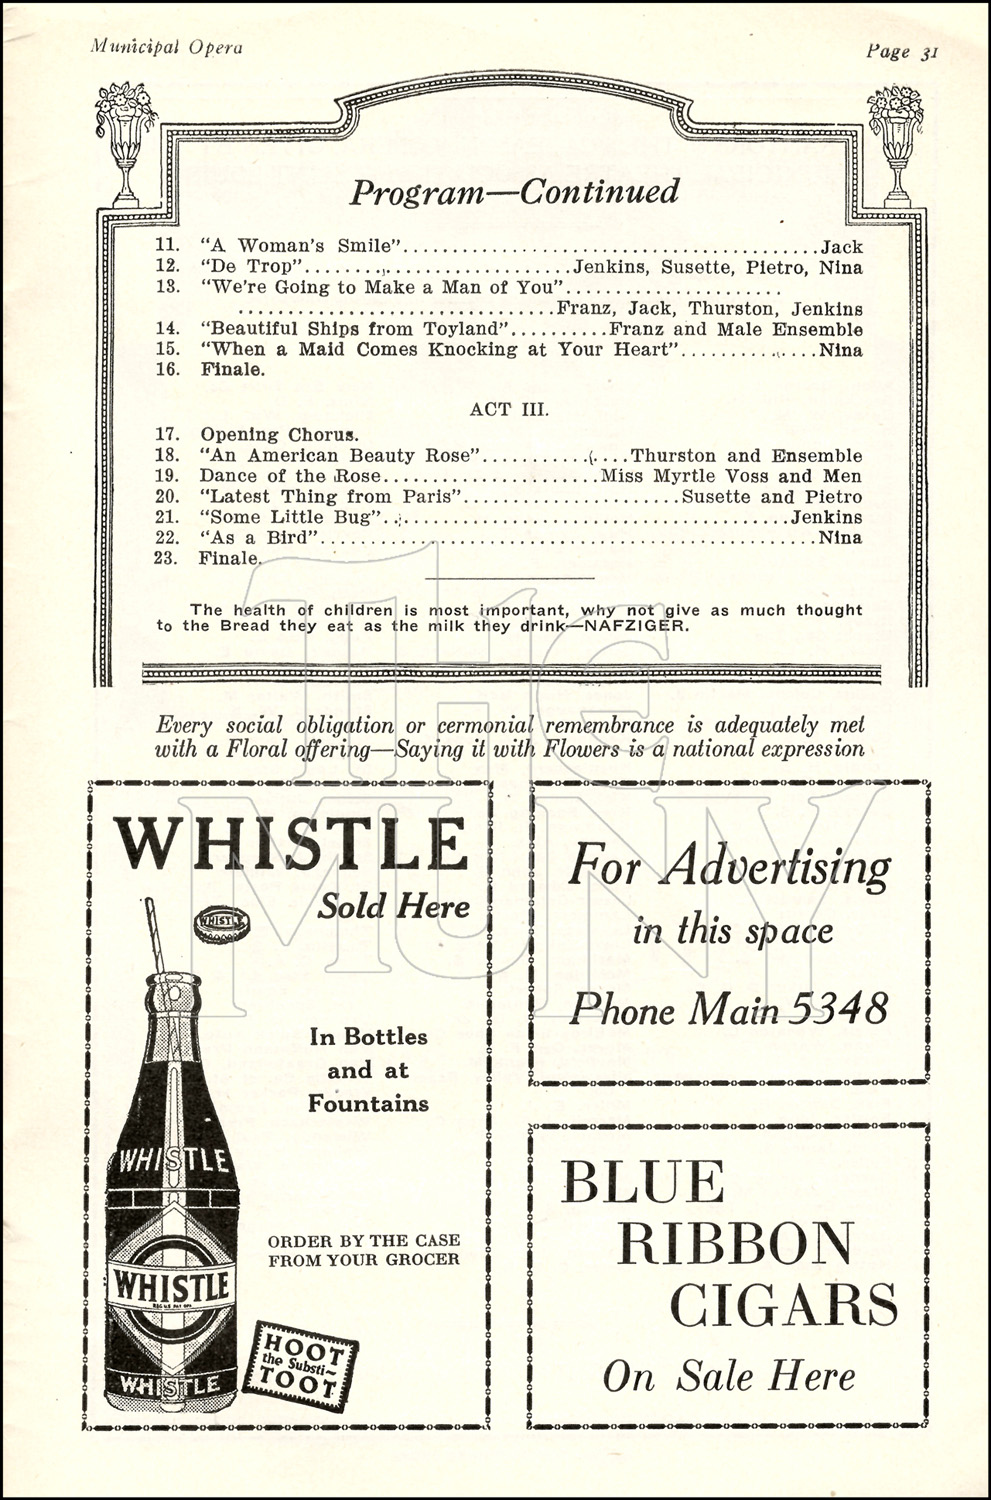 Municipal Opera Page 31
Program—Continued
11. "A Woman's Smile"..........................................Jack
12. "De Trop"...........................Jenkins, Susette, Pietro, Nina
13. "We're Going to Make a Man of You"......................
................................Franz, Jack, Thurston, Jenkins
14. "Beautiful Ships from Toyland"..........Franz and Male Ensemble
15. "When a Maid Comes Knocking at Your Heart"..............Nina
16. Finale.
ACT III.
17. Opening Chorus.
18. "An American Beauty Rose"...............Thurston and Ensemble
19. Dance of the Rose......................Miss Myrtle Voss and Men
20. "Latest Thing from Paris"......................Susette and Pietro
21. "Some Little Bug".........................................Jenkins
22. "As a Bird"..................................................Nina
23. Finale.
The health of children is most important, why not give as much thought
to the Bread they eat as the milk they drink—NAFZIGER.
Every social obligation or cermonial remembrance is adequately met
with a Floral offering—Saying it with Flowers is a national expression
THE
MUNY
WHISTLE
Sold Here
WHISTLE
In Bottles
and at
Fountains
WHISTLE
ORDER BY THE CASE
FROM YOUR GROCER
WHISTLE
REG. U.S. PAT. OFF.
WHISTLE
HOOT
the Substi~
TOOT
For Advertising
in this space
Phone Main 5348
BLUE
RIBBON
CIGARS
On Sale Here